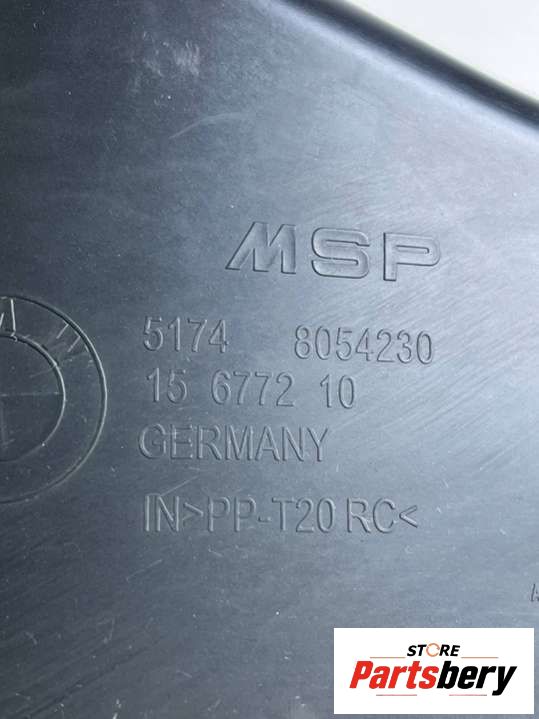 MSP
5174 8054230
15 6772 10
GERMANY
IN>PP-T20 RC<
M W
STORE
Partsbery